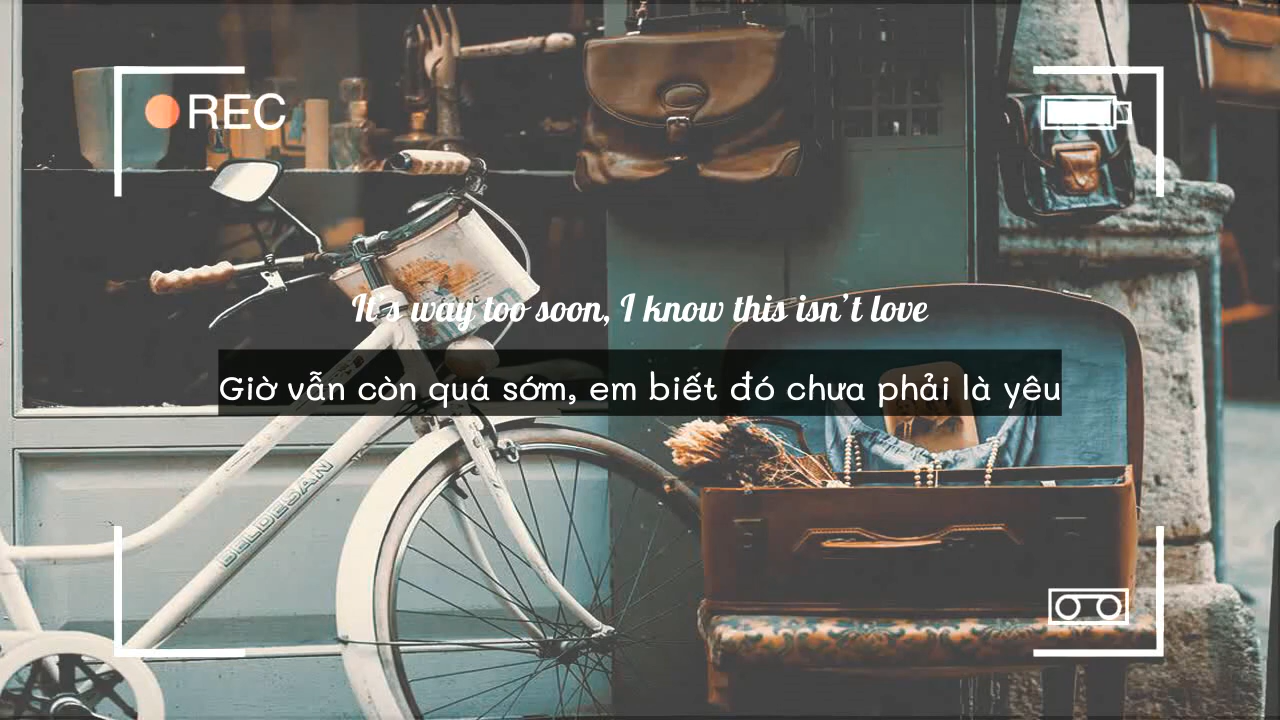 REC
It's way too soon, I know this isn't love
Giờ vẫn còn quá sớm, em biết đó chưa phải là yêu
BELDESAN